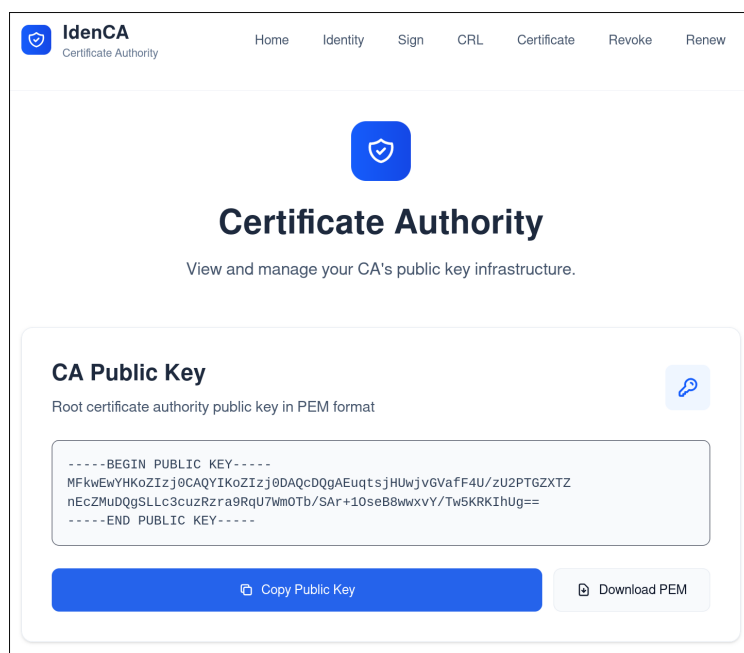 IdenCA
Certificate Authority
Home Identity Sign CRL Certificate Revoke Renew
Certificate Authority
View and manage your CA's public key infrastructure.
CA Public Key
Root certificate authority public key in PEM format
-----BEGIN PUBLIC KEY-----
MFkwEwYHKoZIzj0CAQYIKoZIzj0DAQcDQgAEuqtsjHUwjvGVafF4U/zU2PTGZXTZ
nEcZMuDQgSLLc3cuzRzra9RqU7WmOTb/SAr+1OseB8wwxvY/Tw5KRKIhUg==
-----END PUBLIC KEY-----
Copy Public Key
Download PEM